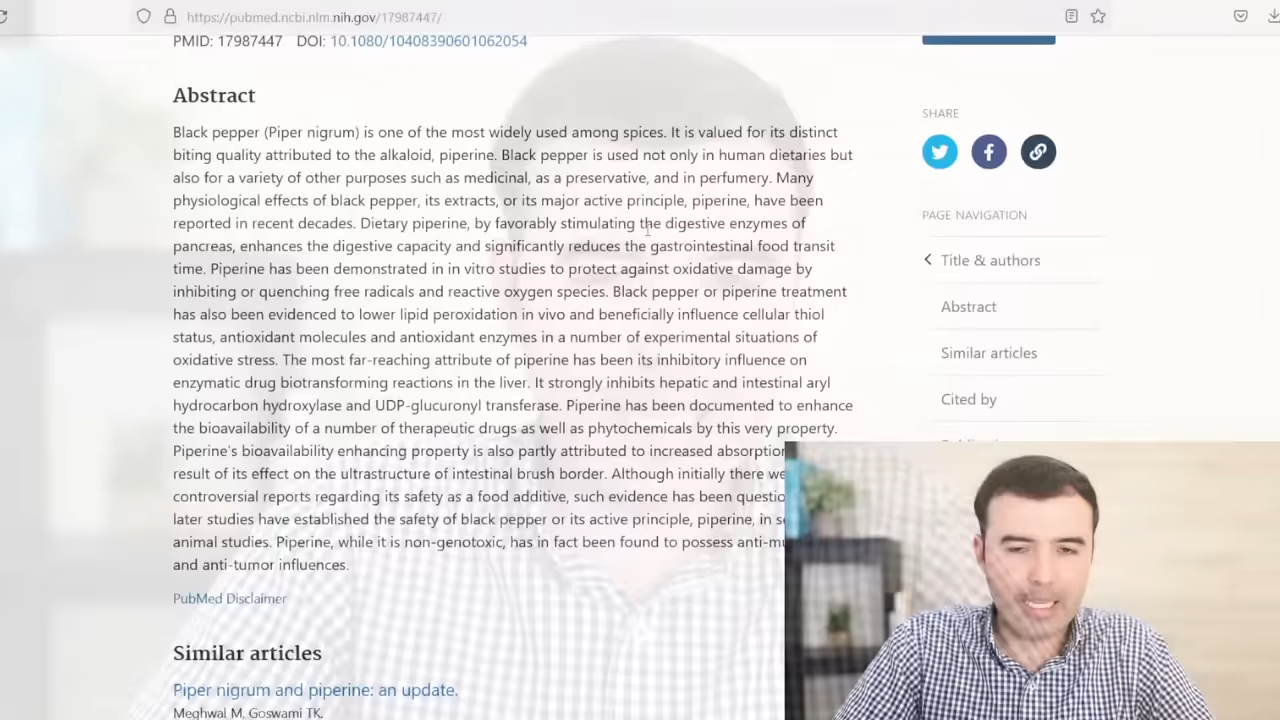 https://pubmed.ncbi.nlm.nih.gov/17987447/
PMID: 17987447 DOI: 10.1080/10408390601062054
Abstract
Black pepper (Piper nigrum) is one of the most widely used among spices. It is valued for its distinct
biting quality attributed to the alkaloid, piperine. Black pepper is used not only in human dietaries but
also for a variety of other purposes such as medicinal, as a preservative, and in perfumery. Many
physiological effects of black pepper, its extracts, or its major active principle, piperine, have been
reported in recent decades. Dietary piperine, by favorably stimulating the digestive enzymes of
pancreas, enhances the digestive capacity and significantly reduces the gastrointestinal food transit
time. Piperine has been demonstrated in in vitro studies to protect against oxidative damage by
inhibiting or quenching free radicals and reactive oxygen species. Black pepper or piperine treatment
has also been evidenced to lower lipid peroxidation in vivo and beneficially influence cellular thiol
status, antioxidant molecules and antioxidant enzymes in a number of experimental situations of
oxidative stress. The most far-reaching attribute of piperine has been its inhibitory influence on
enzymatic drug biotransforming reactions in the liver. It strongly inhibits hepatic and intestinal aryl
hydrocarbon hydroxylase and UDP-glucuronyl transferase. Piperine has been documented to enhance
the bioavailability of a number of therapeutic drugs as well as phytochemicals by this very property.
Piperine's bioavailability enhancing property is also partly attributed to increased absorption
result of its effect on the ultrastructure of intestinal brush border. Although initially there
controversial reports regarding its safety as a food additive, such evidence has been
later studies have established the safety of black pepper or its active principle, piperine, in
animal studies. Piperine, while it is non-genotoxic, has in fact been found to possess
and anti-tumor influences.
PubMed Disclaimer
Similar articles
Piper nigrum and piperine: an update.
Meghwal M, Goswami TK.
SHARE
PAGE NAVIGATION
Title & authors
Abstract
Similar articles
Cited by